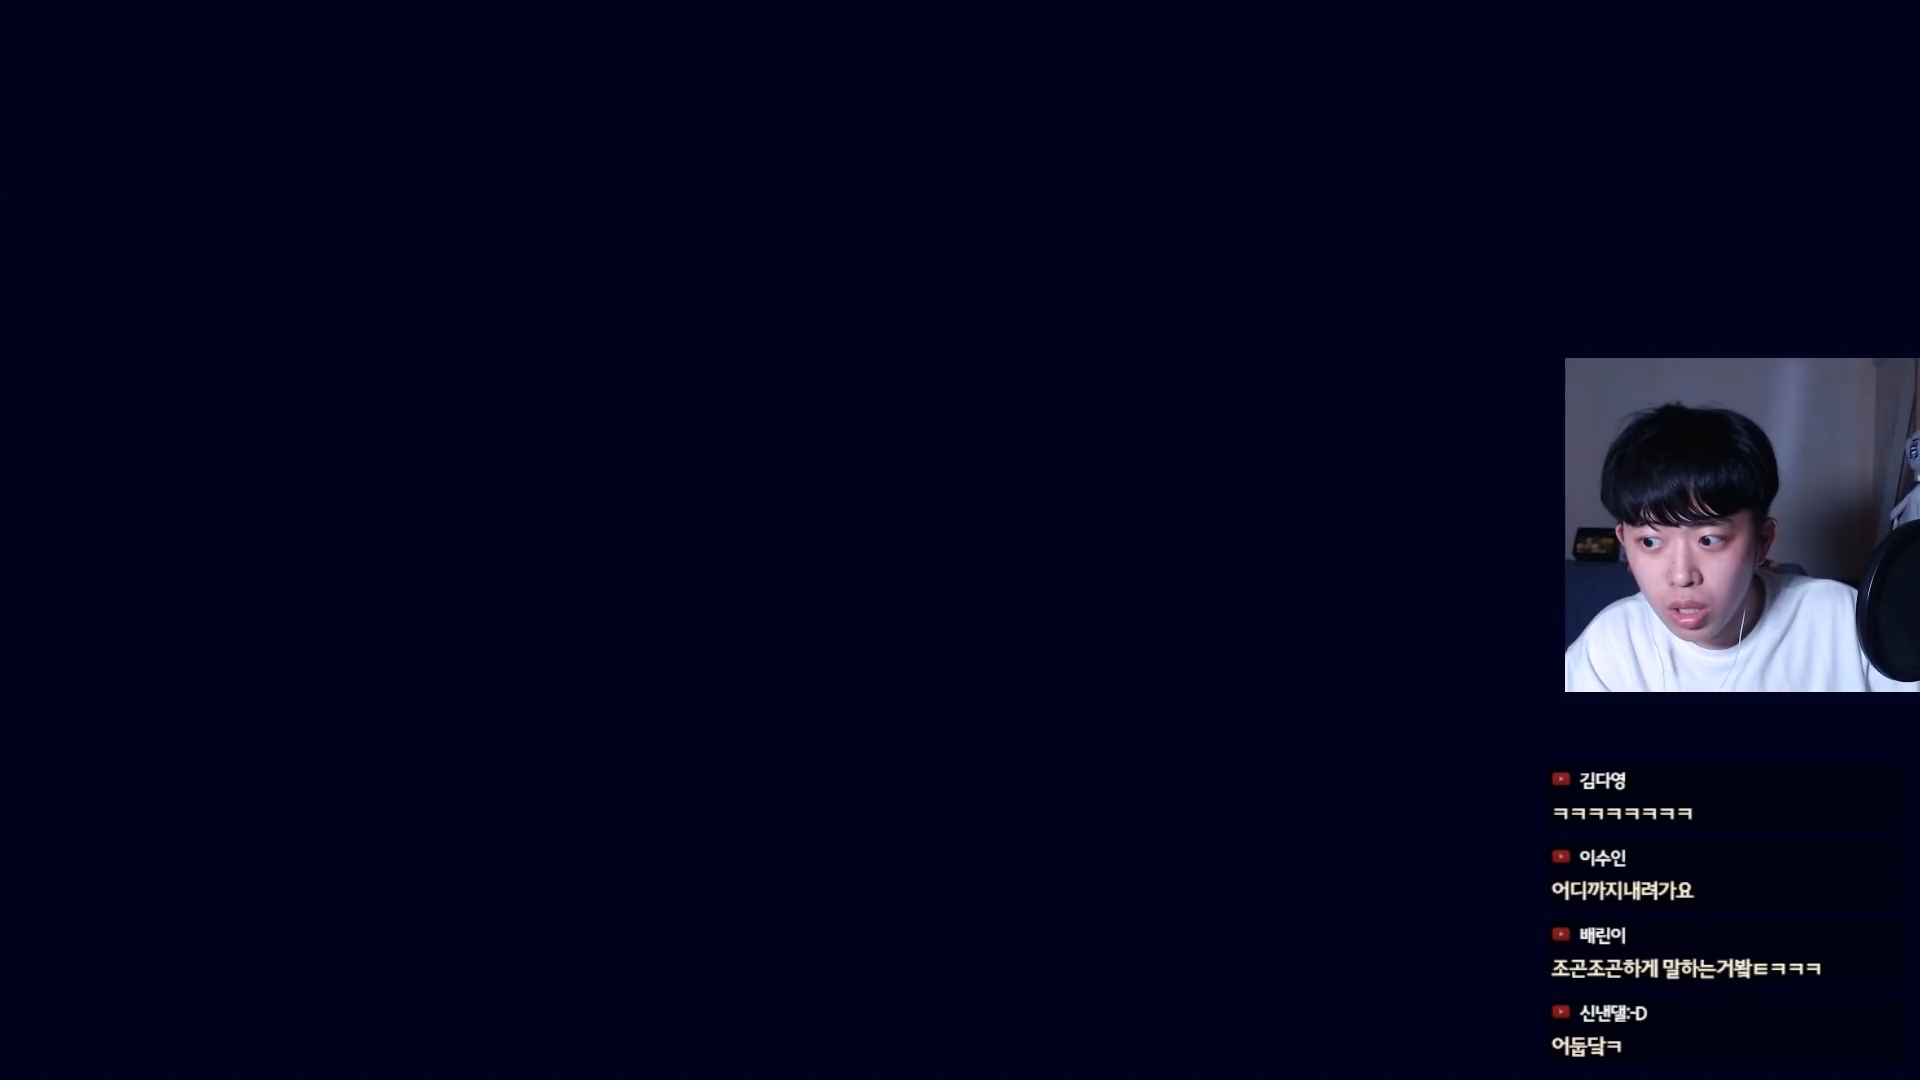 김다영
ㅋㅋㅋㅋㅋㅋㅋㅋ
이수인
어디까지내려가요
배린이
조곤조곤하게 말하는거봨ㅌㅋㅋㅋ
신낸댈:-D
어둡닼ㅋ